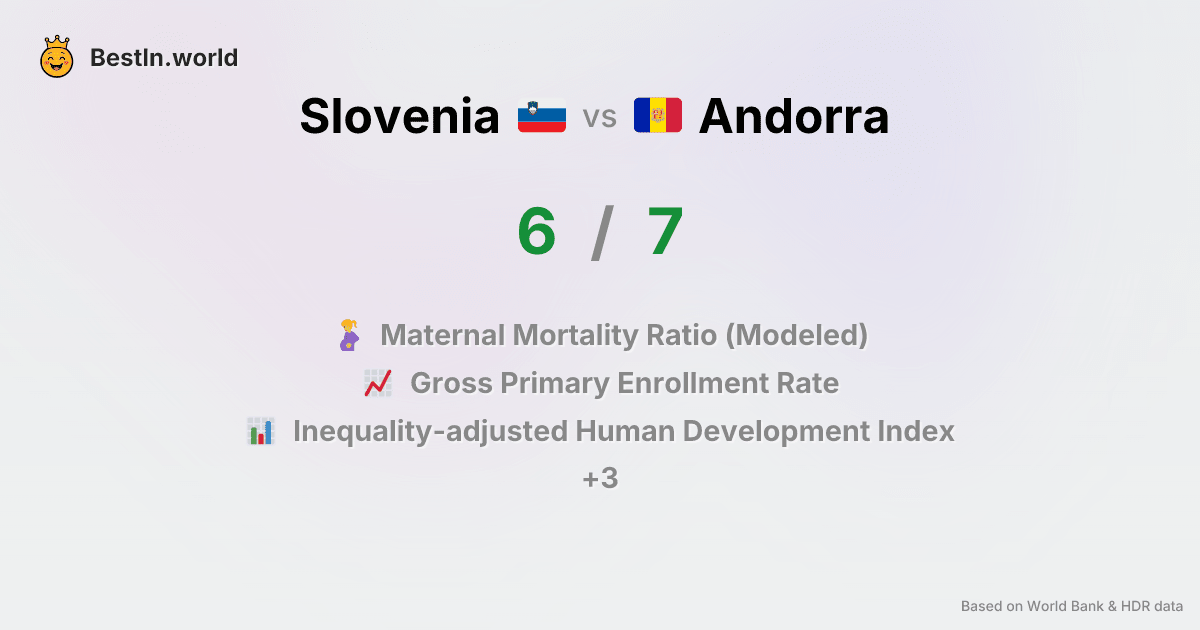 BestIn.world
Slovenia vs Andorra
6 / 7
Maternal Mortality Ratio (Modeled)
Gross Primary Enrollment Rate
Inequality-adjusted Human Development Index
+3
Based on World Bank & HDR data